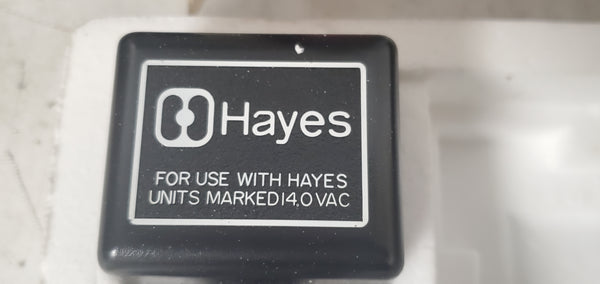 Hayes
FOR USE WITH HAYES
UNITS MARKED 14,0 VAC